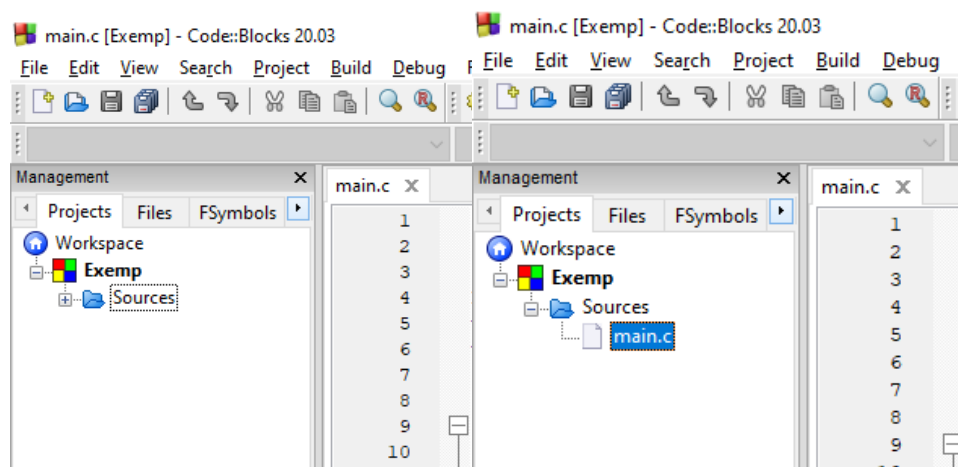 main.c [Exemp] - Code::Blocks 20.03
File Edit View Search Project Build Debug
Management
Projects Files FSymbols
Workspace
Exemp
Sources
main.c
1
2
3
4
5
6
7
8
9
10
main.c [Exemp] - Code::Blocks 20.03
File Edit View Search Project Build Debug
Management
Projects Files FSymbols
Workspace
Exemp
Sources
main.c
main.c
1
2
3
4
5
6
7
8
9